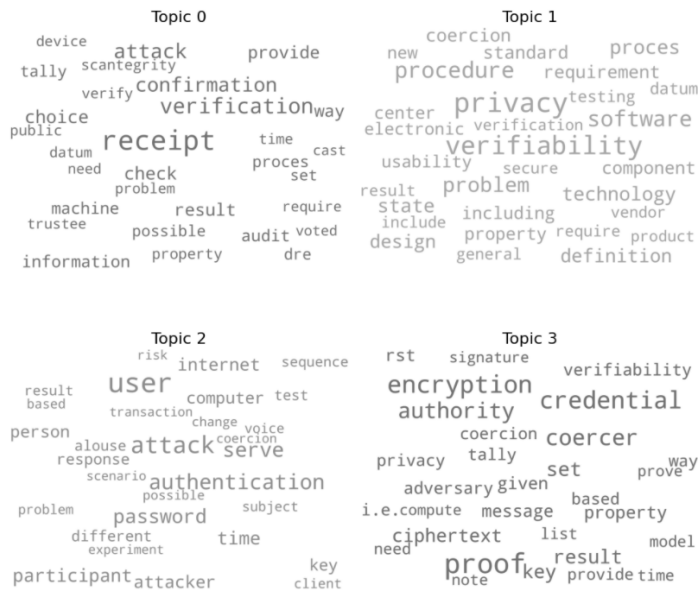 Topic 0
device
attack provide
tally scantegrity
verify confirmation
verification way
choice
public
receipt time
datum cast
need check proces
set
problem
machine result require
trustee
possible audit voted
information property dre
Topic 1
coercion
new standard proces
procedure requirement
privacy testing datum
center software
electronic verification
verifiability
usability secure component
result problem technology
state including vendor
include
design property require product
general definition
Topic 2
risk
internet sequence
user
result computer test
based
transaction
person change voice
alouse attack coercion
serve
response
scenario authentication
possible
problem password subject
different time
experiment
participant attacker key
client
Topic 3
rst signature
verifiability
encryption credential
authority
coercion coercer
privacy tally way
set prove
adversary given
based
i.e. compute message property
ciphertext list model
need
proof result
note key provide time